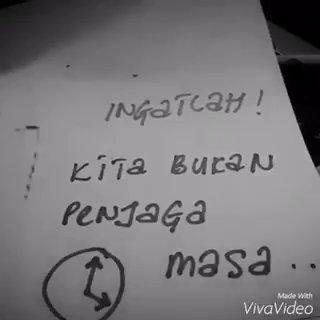 INGATLAH!
KITA BUKAN
PENJAGA
masa ..
Made With
VivaVideo